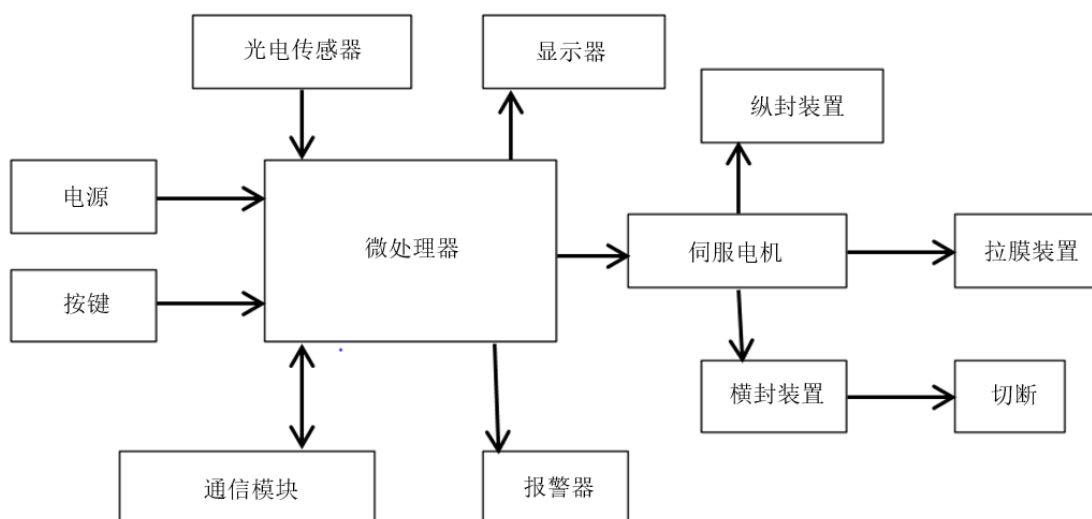 光电传感器
显示器
纵封装置
电源
微处理器
伺服电机
拉膜装置
按键
横封装置
切断
通信模块
报警器